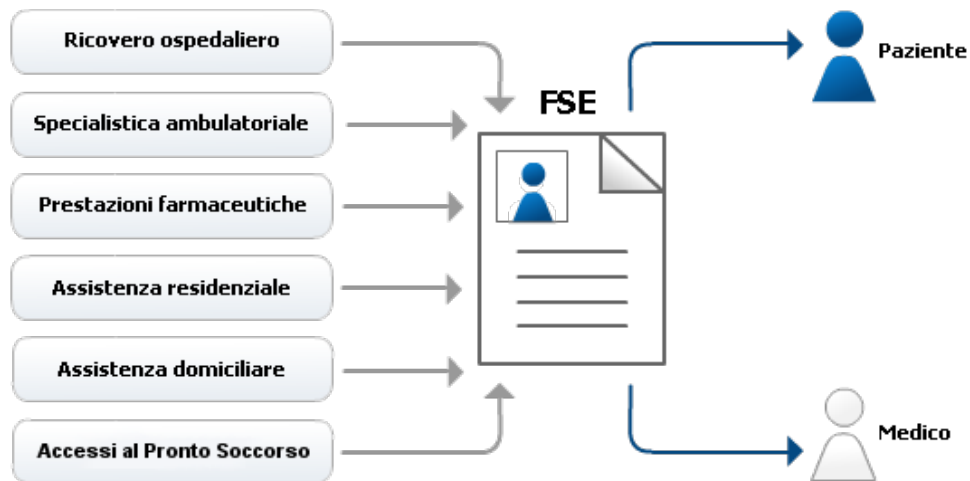 Ricovero ospedaliero
Specialistica ambulatoriale
Prestazioni farmaceutiche
Assistenza residenziale
Assistenza domiciliare
Accessi al Pronto Soccorso
FSE
Paziente
Medico